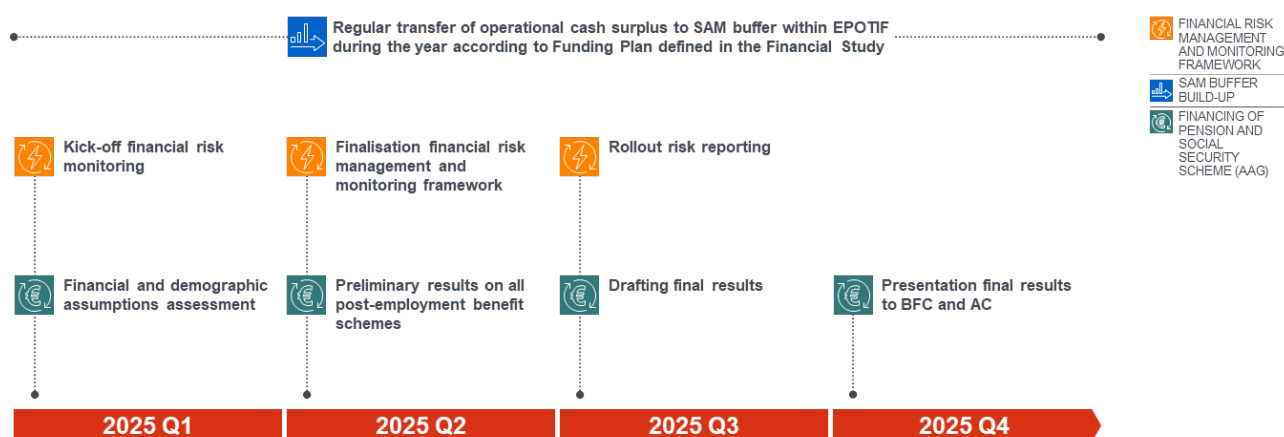 Regular transfer of operational cash surplus to SAM buffer within EPOTIF
during the year according to Funding Plan defined in the Financial Study
FINANCIAL RISK
MANAGEMENT
AND MONITORING
FRAMEWORK
SAM BUFFER
BUILD-UP
FINANCING OF
PENSION AND
SOCIAL
SECURITY
SCHEME (AAG)
Kick-off financial risk
monitoring
Finalisation financial risk
management and
monitoring framework
Rollout risk reporting
Financial and demographic
assumptions assessment
Preliminary results on all
post-employment benefit
schemes
Drafting final results
Presentation final results
to BFC and AC
2025 Q1
2025 Q2
2025 Q3
2025 Q4